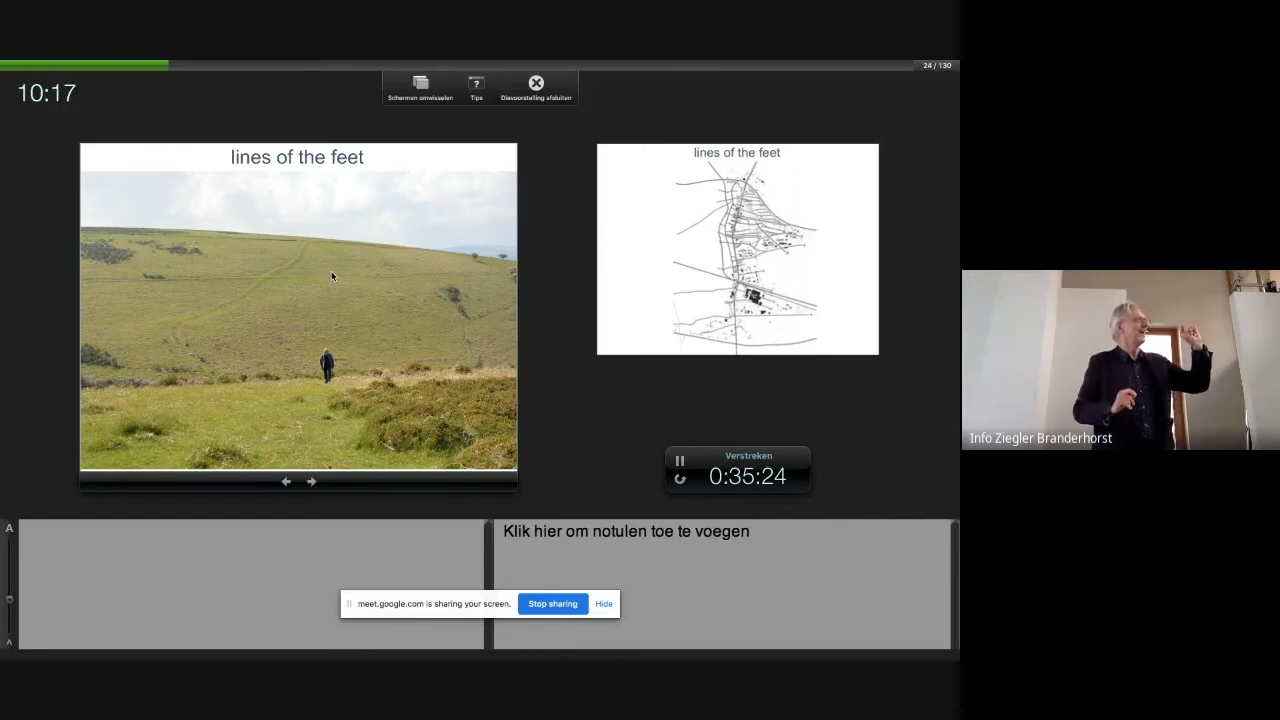 24 / 130
10:17
Schermen omwisselen
Tips
Diavoorstelling afsluiten
lines of the feet
lines of the feet
Verstreken
0:35:24
A
A
Klik hier om notulen toe te voegen
meet.google.com is sharing your screen.
Stop sharing
Hide
Info Ziegler Branderhorst